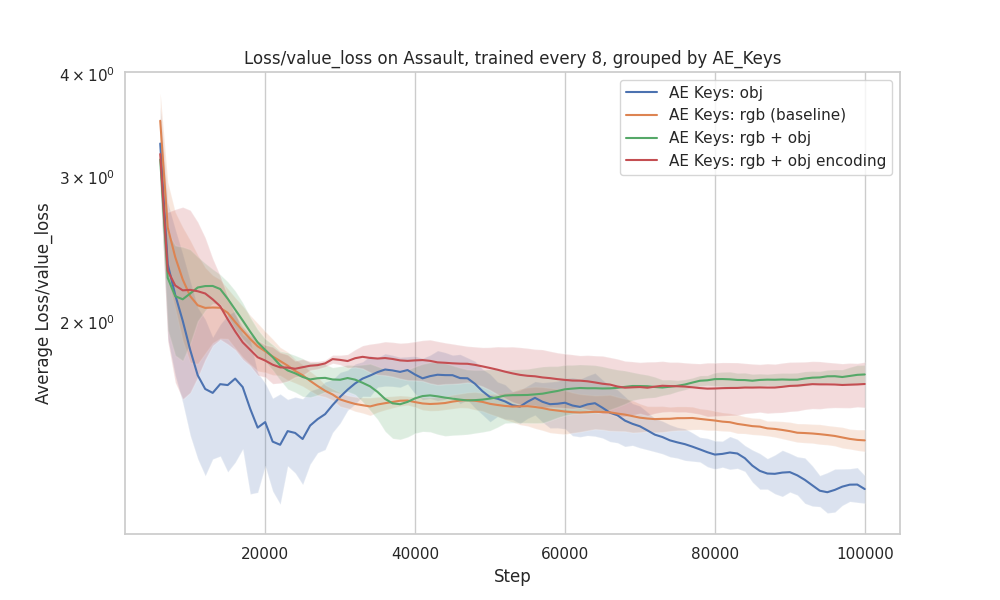 Loss/value_loss on Assault, trained every 8, grouped by AE_Keys
4 × 10⁰
3 × 10⁰
2 × 10⁰
Average Loss/value_loss
AE Keys: obj
AE Keys: rgb (baseline)
AE Keys: rgb + obj
AE Keys: rgb + obj encoding
20000
40000
60000
80000
100000
Step